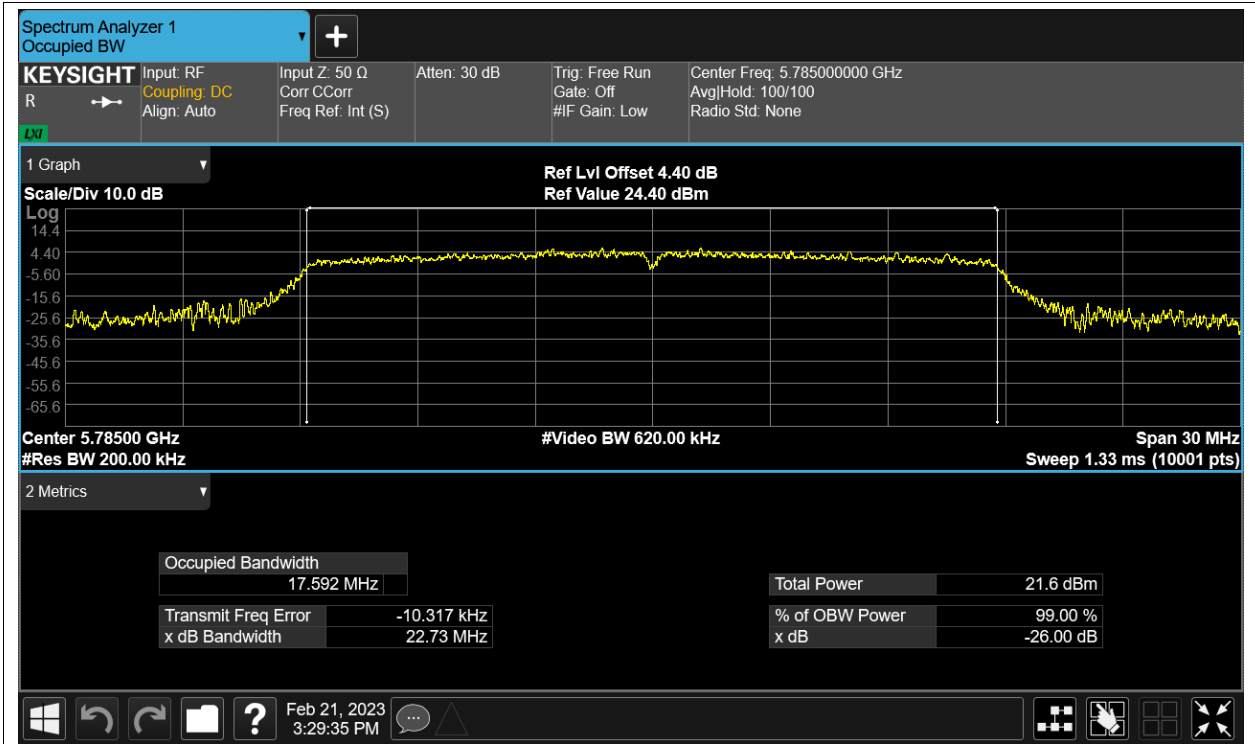 Spectrum Analyzer 1
Occupied BW
KEYSIGHT
R
LXI
Input: RF
Coupling: DC
Align: Auto
Input Z: 50 Ω
Corr CCorr
Freq Ref: Int (S)
Atten: 30 dB
Trig: Free Run
Gate: Off
#IF Gain: Low
Center Freq: 5.785000000 GHz
Avg|Hold: 100/100
Radio Std: None
1 Graph
Scale/Div 10.0 dB
Ref Lvl Offset 4.40 dB
Ref Value 24.40 dBm
Log
14.4
4.40
-5.60
-15.6
-25.6
-35.6
-45.6
-55.6
-65.6
Center 5.78500 GHz
#Video BW 620.00 kHz
Span 30 MHz
#Res BW 200.00 kHz
Sweep 1.33 ms (10001 pts)
2 Metrics
Occupied Bandwidth
17.592 MHz
Total Power 21.6 dBm
Transmit Freq Error -10.317 kHz
% of OBW Power 99.00 %
x dB Bandwidth 22.73 MHz
x dB -26.00 dB
?
Feb 21, 2023
3:29:35 PM